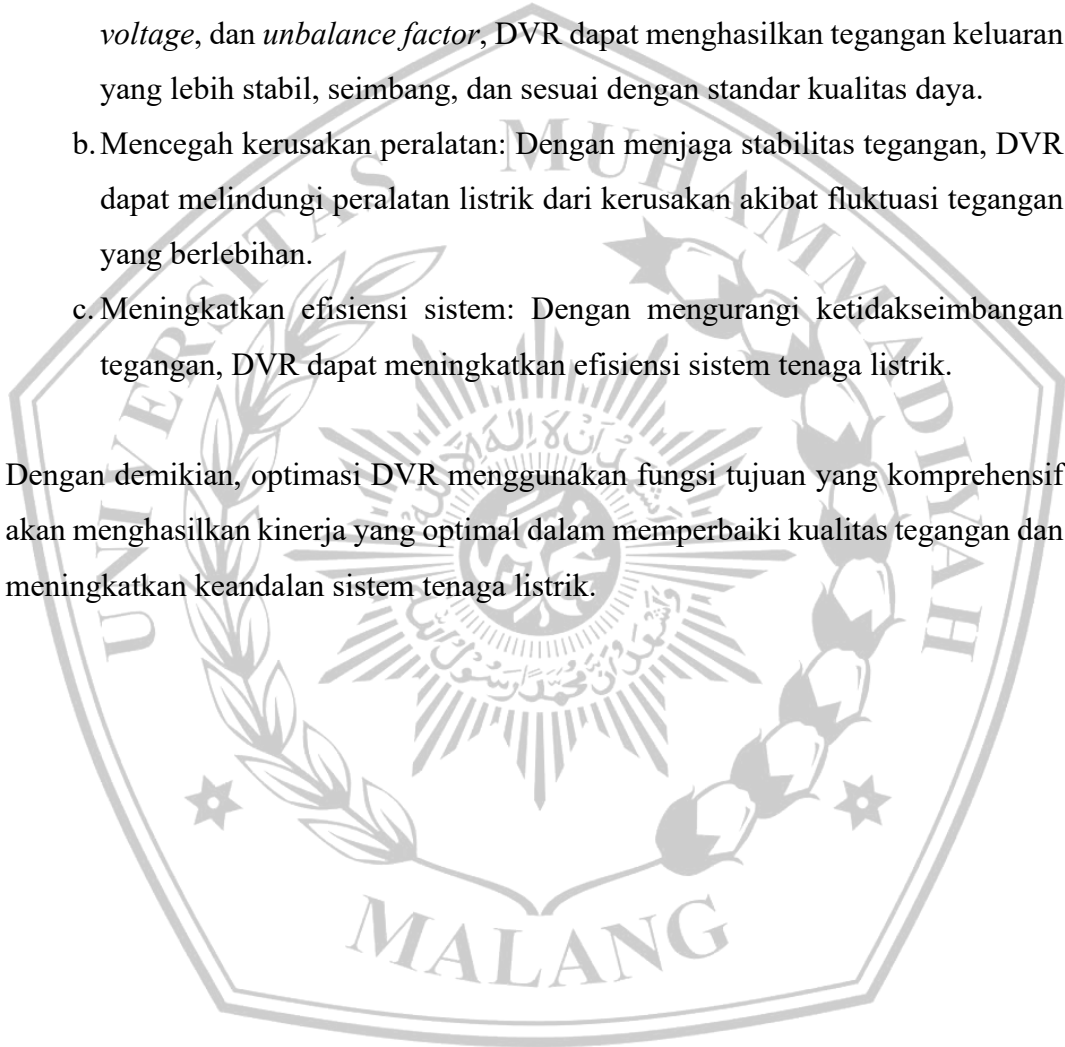 voltage, dan unbalance factor, DVR dapat menghasilkan tegangan keluaran
yang lebih stabil, seimbang, dan sesuai dengan standar kualitas daya.
b. Mencegah kerusakan peralatan: Dengan menjaga stabilitas tegangan, DVR
dapat melindungi peralatan listrik dari kerusakan akibat fluktuasi tegangan
yang berlebihan.
c. Meningkatkan efisiensi sistem: Dengan mengurangi ketidakseimbangan
tegangan, DVR dapat meningkatkan efisiensi sistem tenaga listrik.
Dengan demikian, optimasi DVR menggunakan fungsi tujuan yang komprehensif
akan menghasilkan kinerja yang optimal dalam memperbaiki kualitas tegangan dan
meningkatkan keandalan sistem tenaga listrik.
UNIVERSITAS MUHAMMADIYAH
MALANG